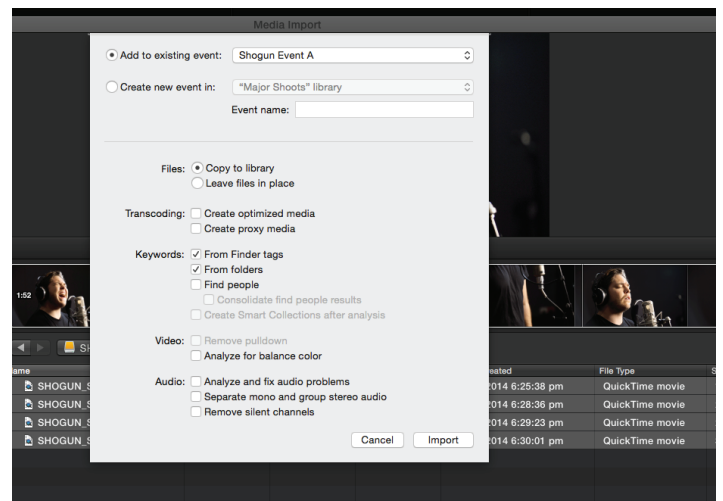 Media Import
Add to existing event: Shogun Event A
Create new event in: “Major Shoots” library
Event name:
Files: Copy to library
Leave files in place
Transcoding: Create optimized media
Create proxy media
Keywords: From Finder tags
From folders
Find people
Consolidate find people results
Create Smart Collections after analysis
1:52
Video: Remove pulldown
Analyze for balance color
Audio: Analyze and fix audio problems
Separate mono and group stereo audio
Remove silent channels
Cancel Import
SH
ame eated File Type S
SHOGUN_S 2014 6:25:38 pm QuickTime movie
SHOGUN_S 2014 6:28:36 pm QuickTime movie
SHOGUN_S 2014 6:29:23 pm QuickTime movie
SHOGUN_S 2014 6:30:01 pm QuickTime movie